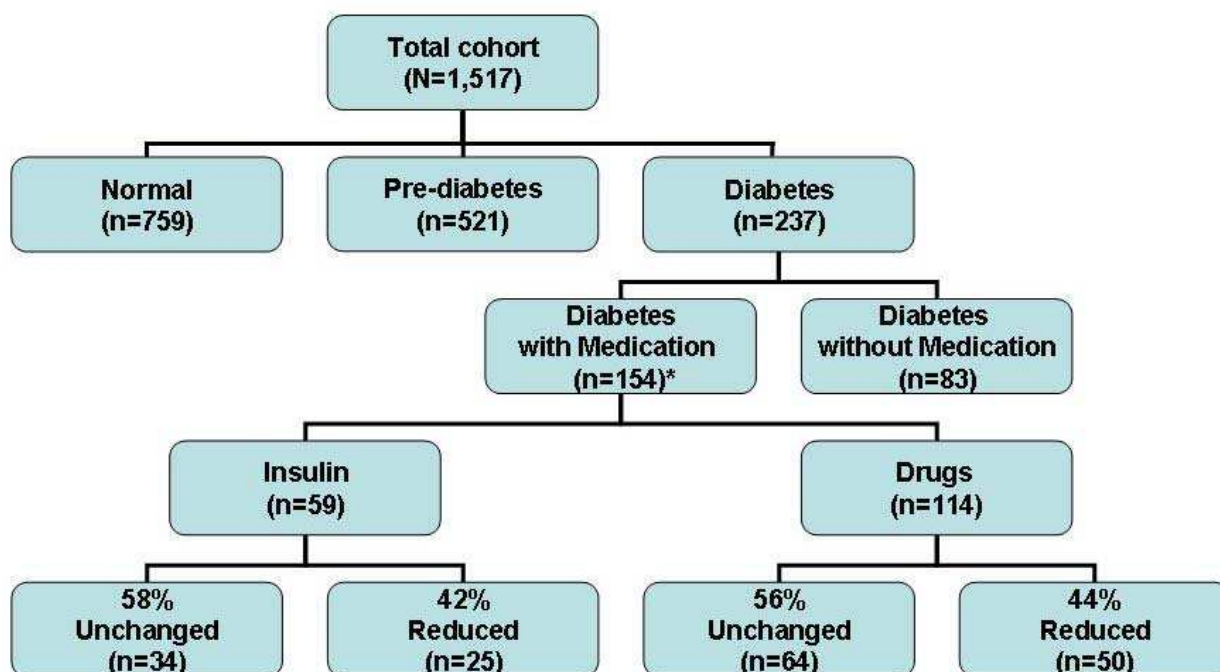 Total cohort
(N=1,517)
Normal
(n=759)
Pre-diabetes
(n=521)
Diabetes
(n=237)
Diabetes
with Medication
(n=154)*
Diabetes
without Medication
(n=83)
Insulin
(n=59)
Drugs
(n=114)
58%
Unchanged
(n=34)
42%
Reduced
(n=25)
56%
Unchanged
(n=64)
44%
Reduced
(n=50)